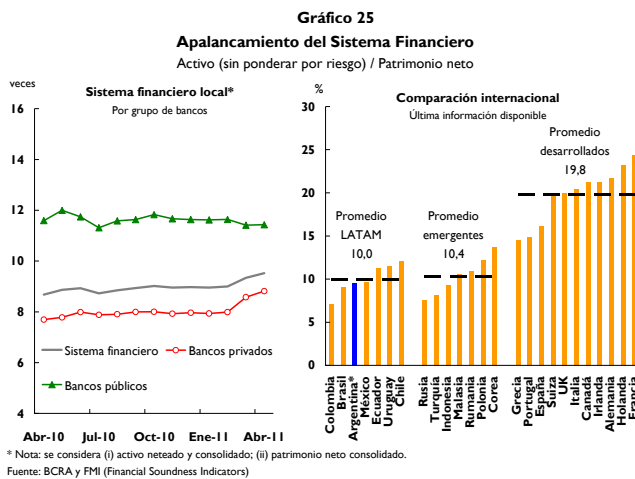 Gráfico 25
Apalancamiento del Sistema Financiero
Activo (sin ponderar por riesgo) / Patrimonio neto
veces
Sistema financiero local*
Por grupo de bancos
16
14
12
10
8
6
4
Sistema financiero
Bancos privados
Bancos públicos
Abr-10
Jul-10
Oct-10
Ene-11
Abr-11
%
Comparación internacional
Última información disponible
30
25
20
15
10
5
0
Promedio
LATAM
10,0
Promedio
emergentes
10,4
Promedio
desarrollados
19,8
Colombia
Brasil
Argentina*
México
Ecuador
Uruguay
Chile
Rusia
Turquía
Indonesia
Malasia
Rumania
Polonia
Corea
Grecia
Portugal
España
Suiza
UK
Italia
Canadá
Irlanda
Alemania
Holanda
Francia
* Nota: se considera (i) activo neteado y consolidado; (ii) patrimonio neto consolidado.
Fuente: BCRA y FMI (Financial Soundness Indicators)